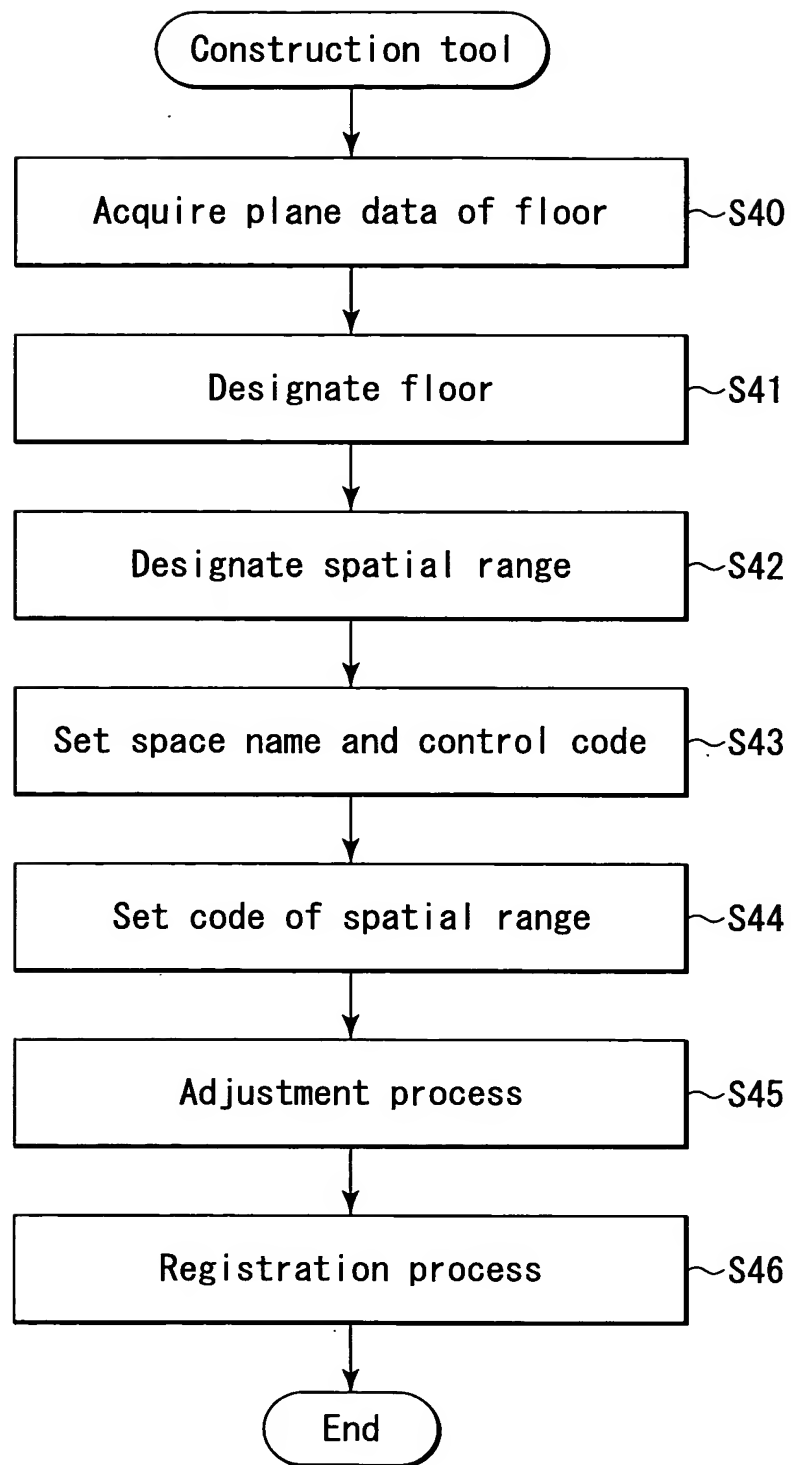 Construction tool
Acquire plane data of floor
S40
Designate floor
S41
Designate spatial range
S42
Set space name and control code
S43
Set code of spatial range
S44
Adjustment process
S45
Registration process
S46
End